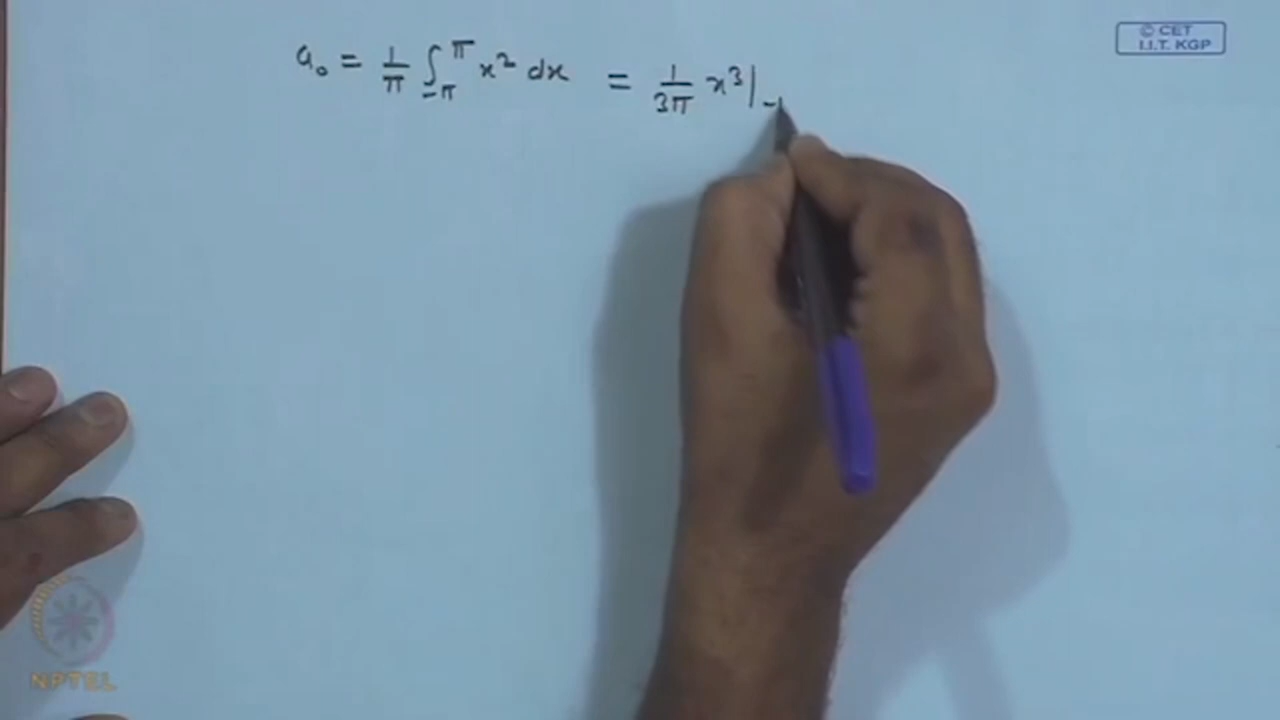 © CET
I.I.T. KGP
a₀ = 1/π ∫_{-π}^{π} x² dx = 1/3π x³|_-
NPTEL